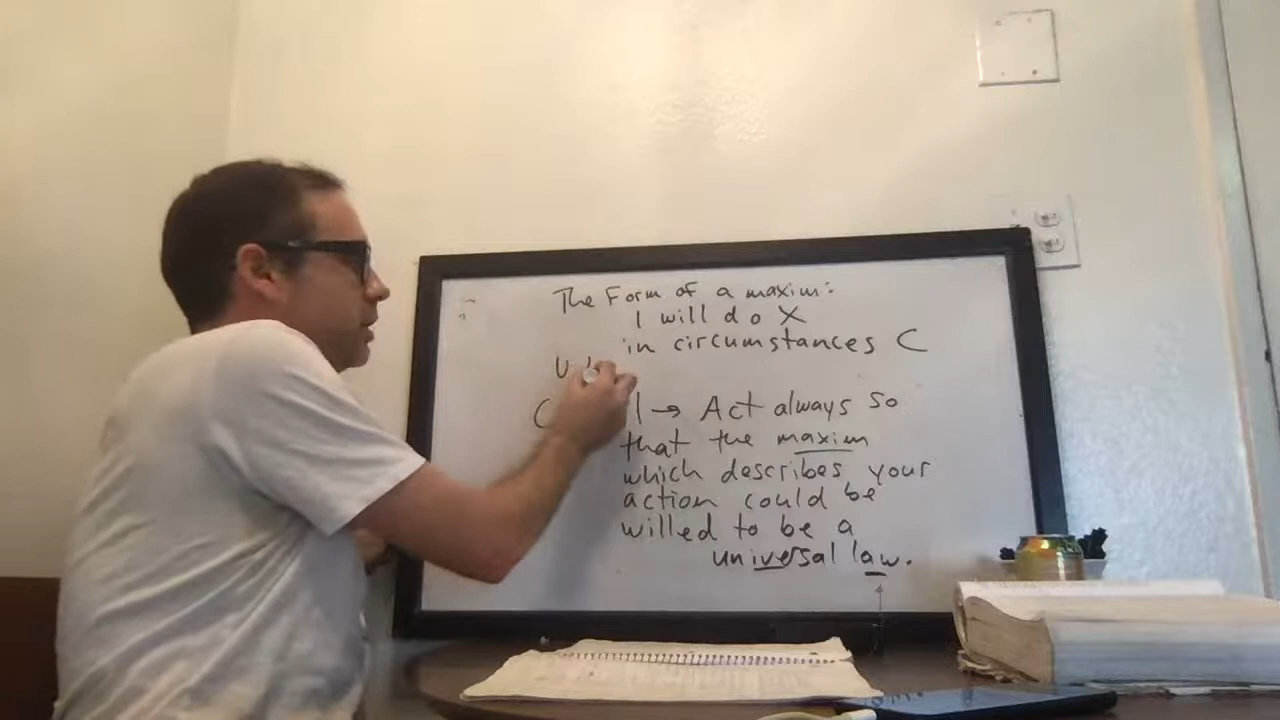 The Form of a maxim:
I will do X
in circumstances C
C 1 → Act always so
that the maxim
which describes your
action could be
willed to be a
universal law.